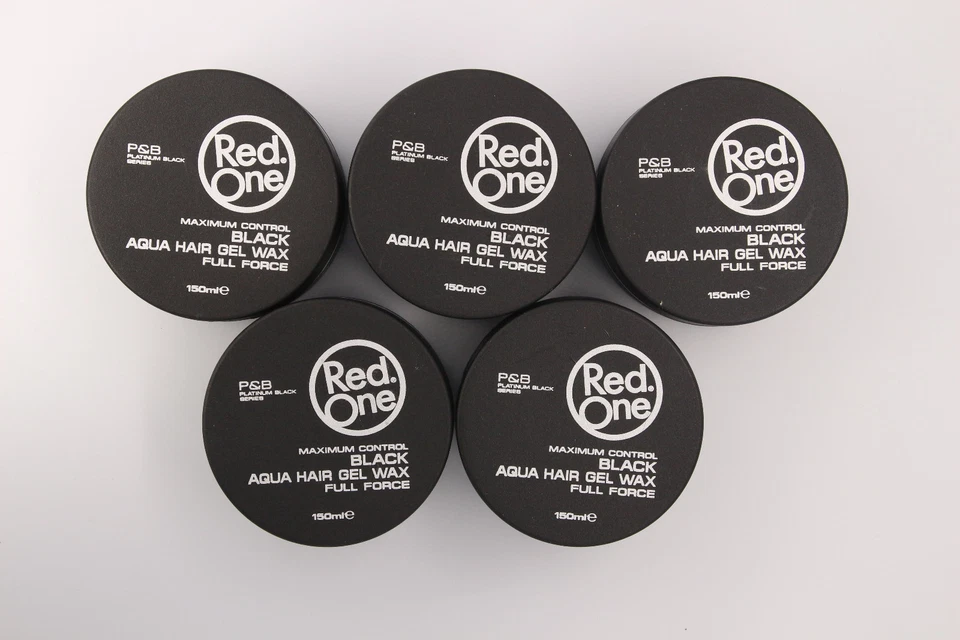 P&B
PLATINUM BLACK
SERIES
Red.
One
MAXIMUM CONTROL
BLACK
AQUA HAIR GEL WAX
FULL FORCE
150ml℮
P&B
PLATINUM BLACK
SERIES
Red.
One
MAXIMUM CONTROL
BLACK
AQUA HAIR GEL WAX
FULL FORCE
150ml℮
P&B
PLATINUM BLACK
SERIES
Red.
One
MAXIMUM CONTROL
BLACK
AQUA HAIR GEL WAX
FULL FORCE
150ml℮
P&B
PLATINUM BLACK
SERIES
Red.
One
MAXIMUM CONTROL
BLACK
AQUA HAIR GEL WAX
FULL FORCE
150ml℮
P&B
PLATINUM BLACK
SERIES
Red.
One
MAXIMUM CONTROL
BLACK
AQUA HAIR GEL WAX
FULL FORCE
150ml℮